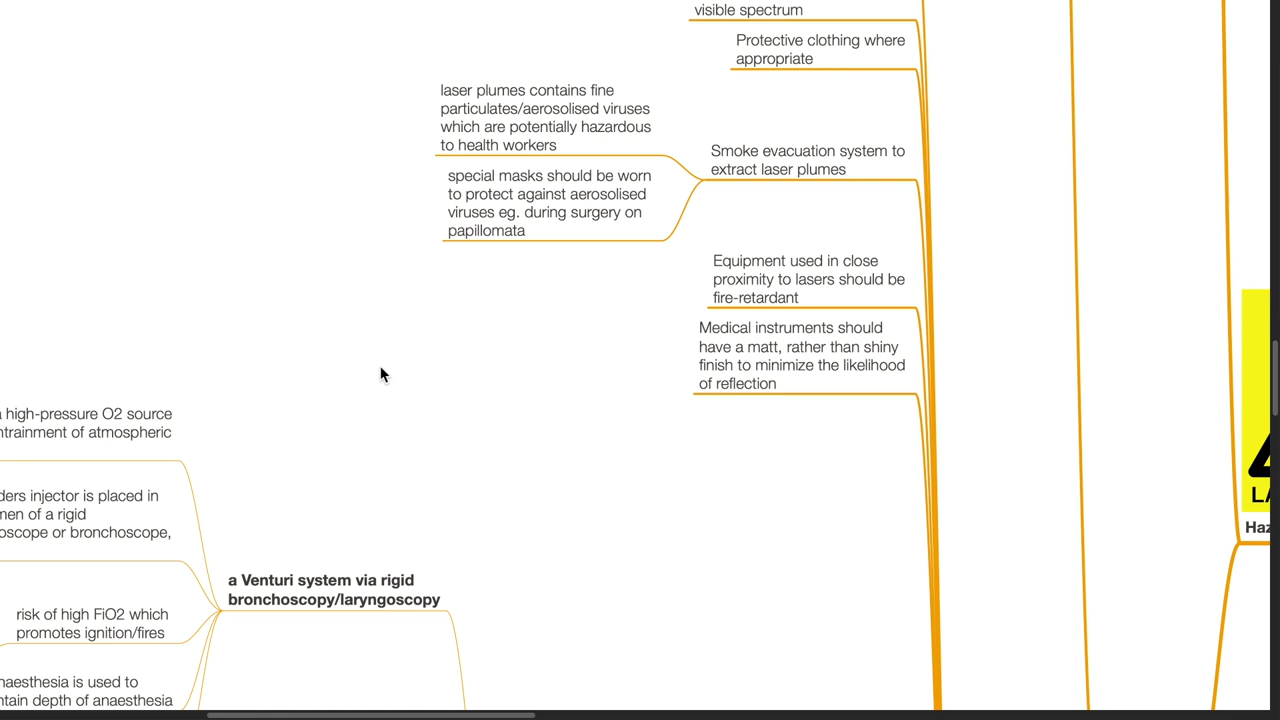 visible spectrum
Protective clothing where
appropriate
laser plumes contains fine
particulates/aerosolised viruses
which are potentially hazardous
to health workers
Smoke evacuation system to
extract laser plumes
special masks should be worn
to protect against aerosolised
viruses eg. during surgery on
papillomata
Equipment used in close
proximity to lasers should be
fire-retardant
Medical instruments should
have a matt, rather than shiny
finish to minimize the likelihood
of reflection
high-pressure O2 source
ntrainment of atmospheric
ders injector is placed in
men of a rigid
oscope or bronchoscope,
a Venturi system via rigid
bronchoscopy/laryngoscopy
risk of high FiO2 which
promotes ignition/fires
naesthesia is used to
ntain depth of anaesthesia
LA
Haz